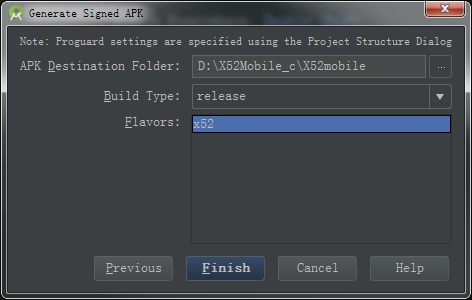 Generate Signed APK
Note: Proguard settings are specified using the Project Structure Dialog
APK Destination Folder: D:\X52Mobile_c\X52mobile ...
Build Type: release
Flavors: x52
Previous Finish Cancel Help